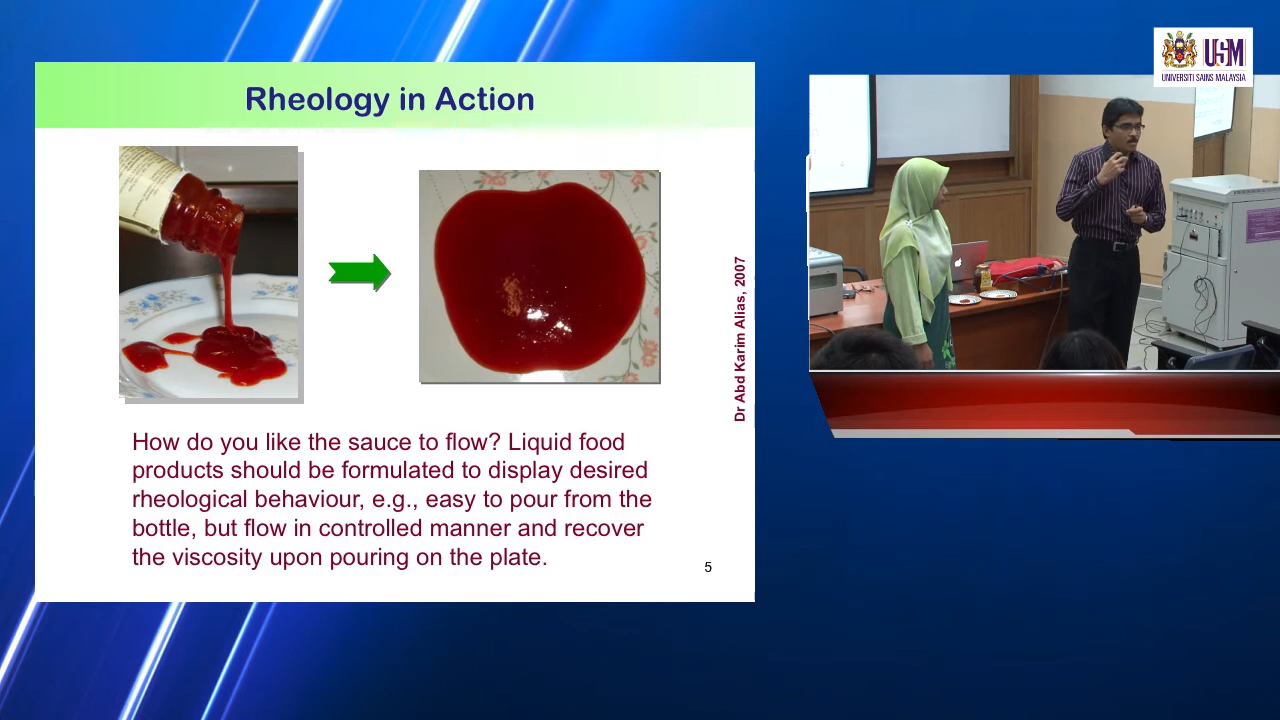 Rheology in Action
Dr Abd Karim Alias, 2007
How do you like the sauce to flow? Liquid food
products should be formulated to display desired
rheological behaviour, e.g., easy to pour from the
bottle, but flow in controlled manner and recover
the viscosity upon pouring on the plate.
5
USM
UNIVERSITI SAINS MALAYSIA